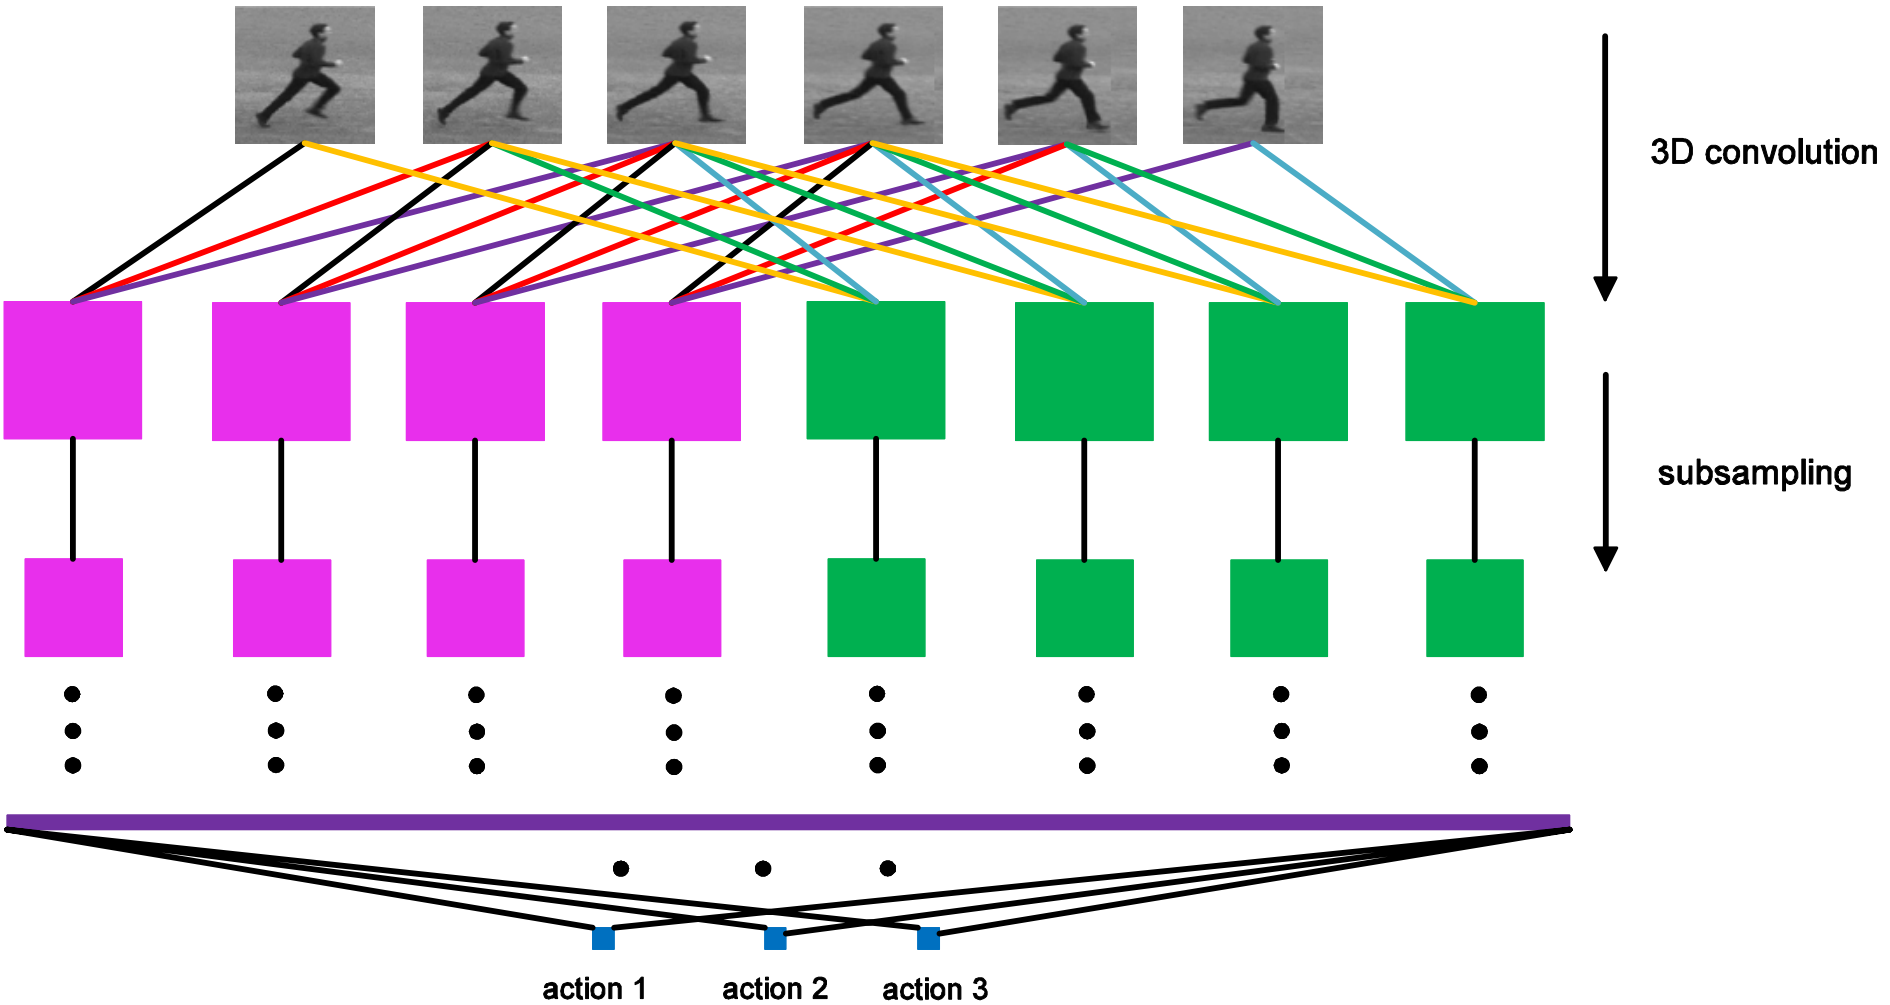 3D convolution
subsampling
action 1
action 2
action 3